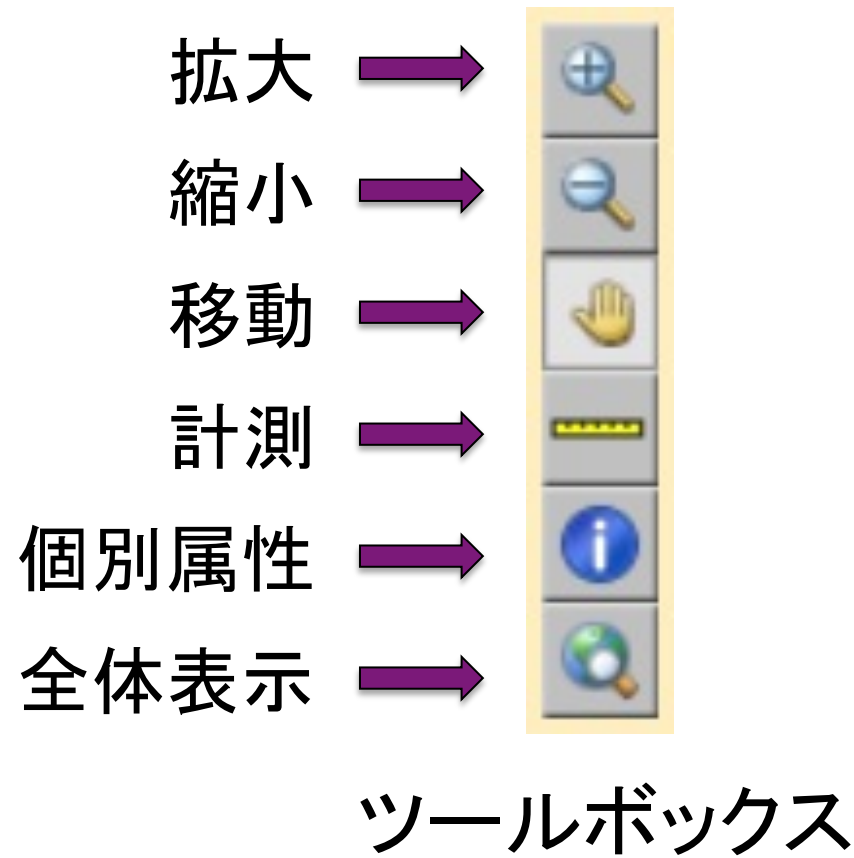 拡大
縮小
移動
計測
個別属性
全体表示
ツールボックス